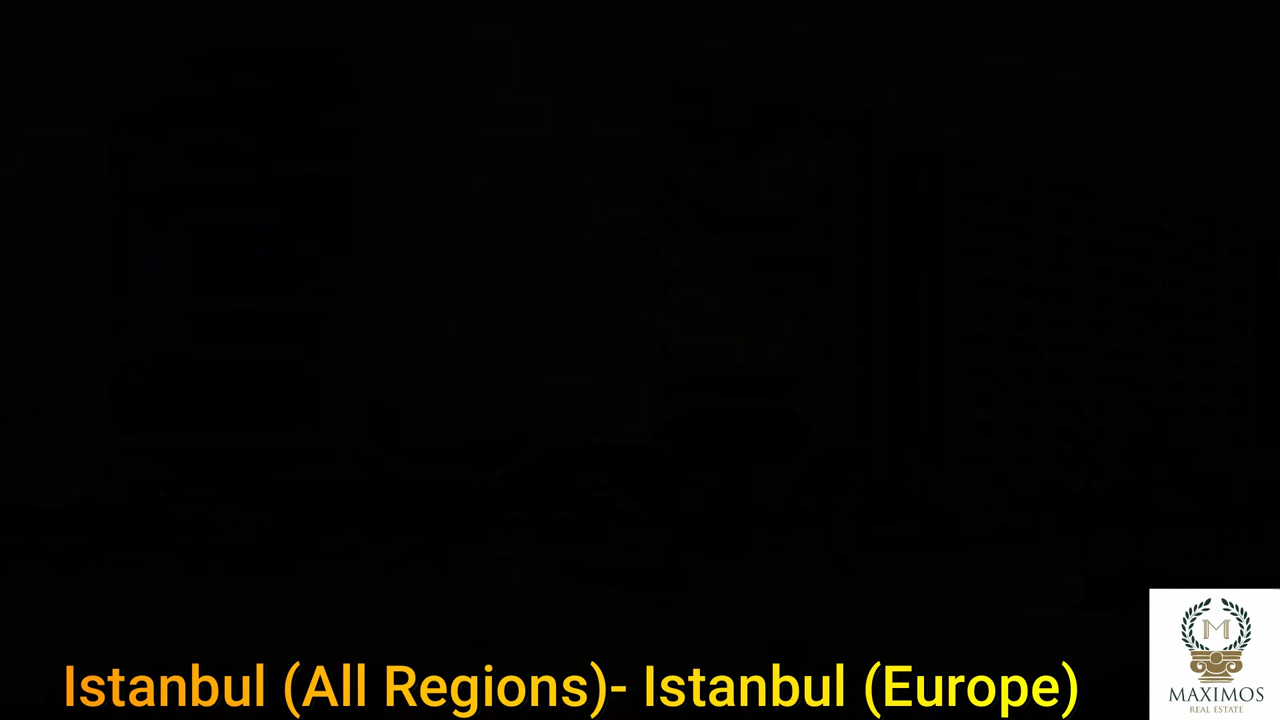 Istanbul (All Regions)- Istanbul (Europe)
M
MAXIMOS
REAL ESTATE